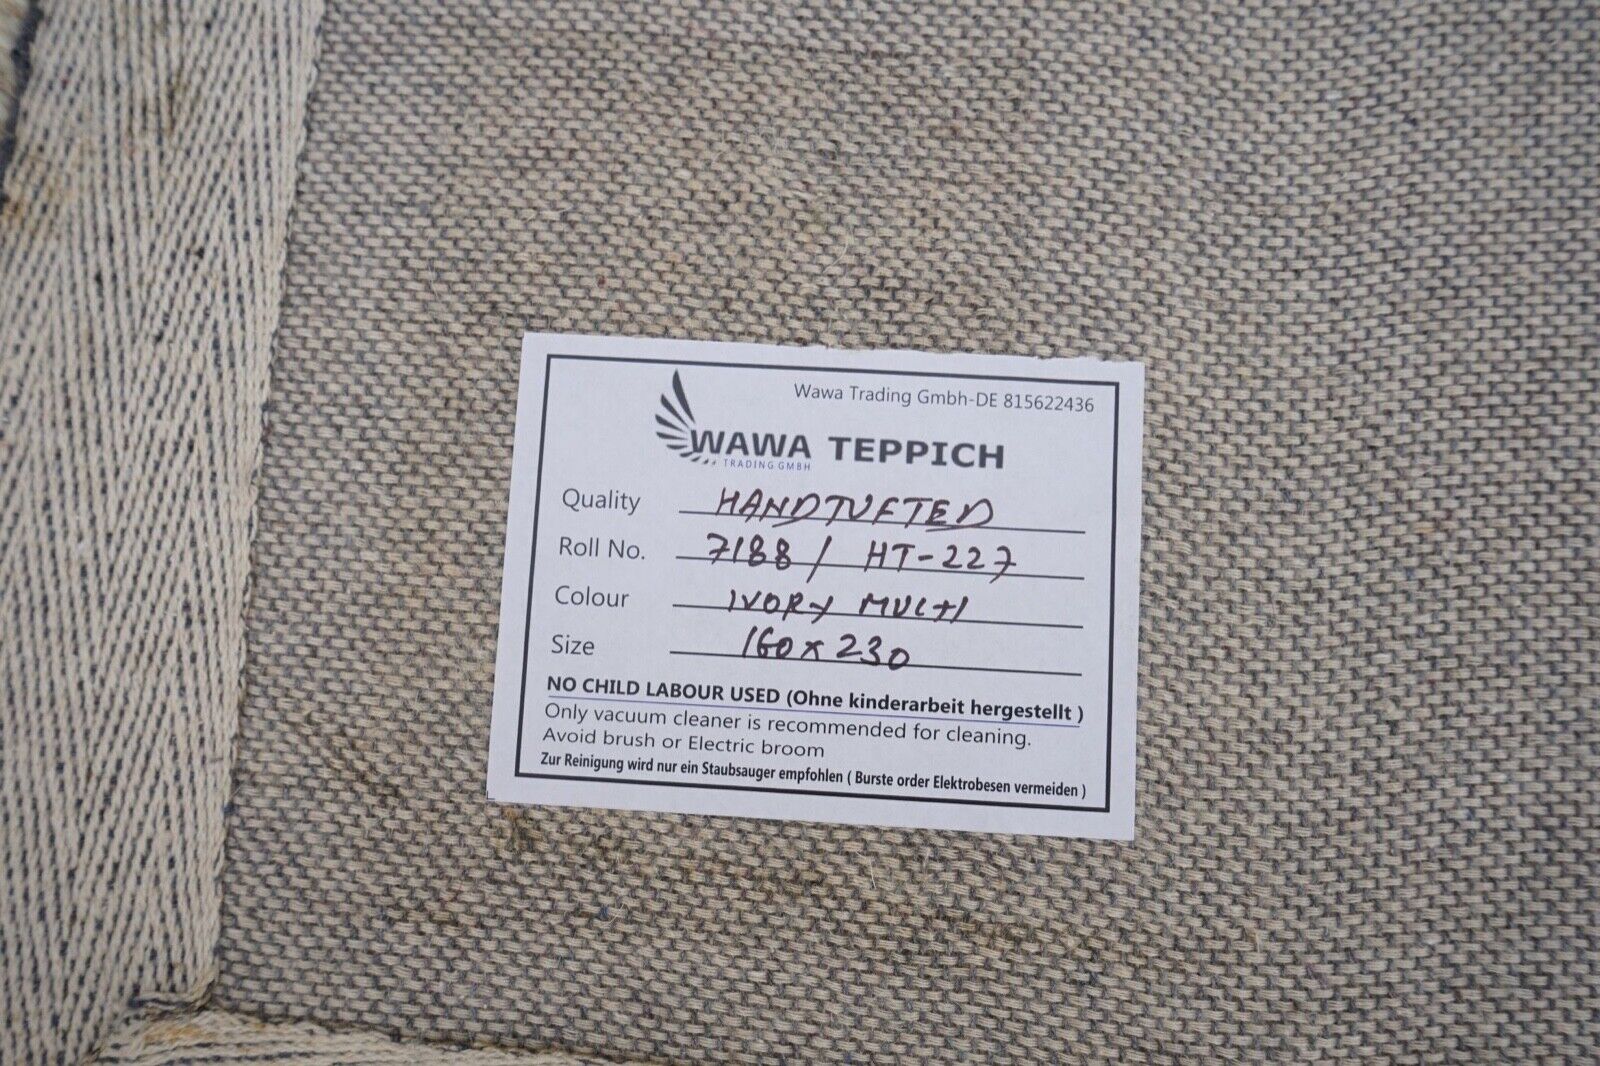 Wawa Trading Gmbh-DE 815622436
WAWA TEPPICH
TRADING GMBH
Quality HANDTUFTED
Roll No. 7188 / HT-227
Colour IVORY MULTI
Size 160x230
NO CHILD LABOUR USED (Ohne kinderarbeit hergestellt )
Only vacuum cleaner is recommended for cleaning.
Avoid brush or Electric broom
Zur Reinigung wird nur ein Staubsauger empfohlen ( Burste order Elektrobesen vermeiden )